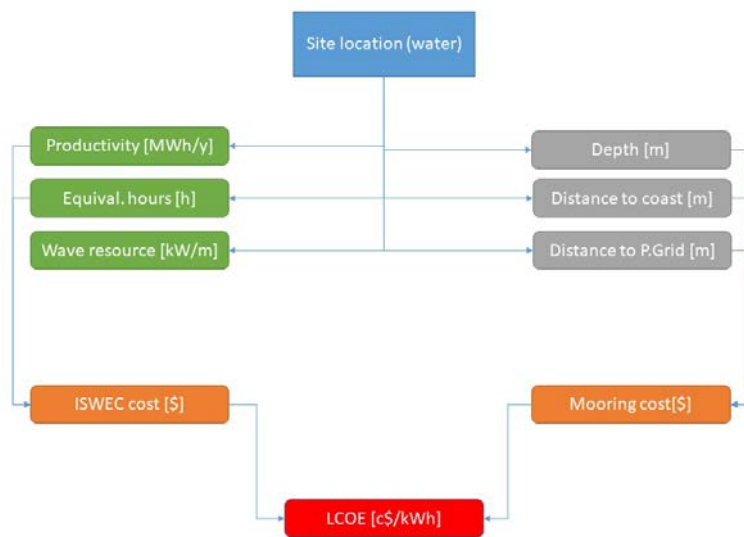 Site location (water)
Productivity [MWh/y]
Depth [m]
Equival. hours [h]
Distance to coast [m]
Wave resource [kW/m]
Distance to P.Grid [m]
ISWEC cost [$]
Mooring cost[$]
LCOE [c$/kWh]